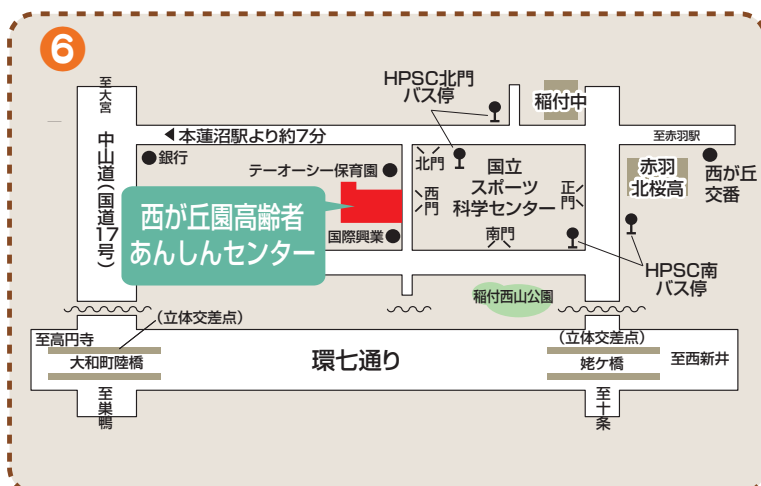 6
至大宮
中山道(国道17号)
◀本蓮沼駅より約7分
銀行
テーオーシー保育園
西が丘園高齢者
あんしんセンター
国際興業
HPSC北門
バス停
北門
西門
国立
スポーツ
科学センター
正門
南門
稲付中
至赤羽駅
赤羽
北桜高
西が丘
交番
HPSC南
バス停
稲付西山公園
(立体交差点)
至高円寺
大和町陸橋
至巣鴨
環七通り
(立体交差点)
姥ケ橋
至西新井
至十条